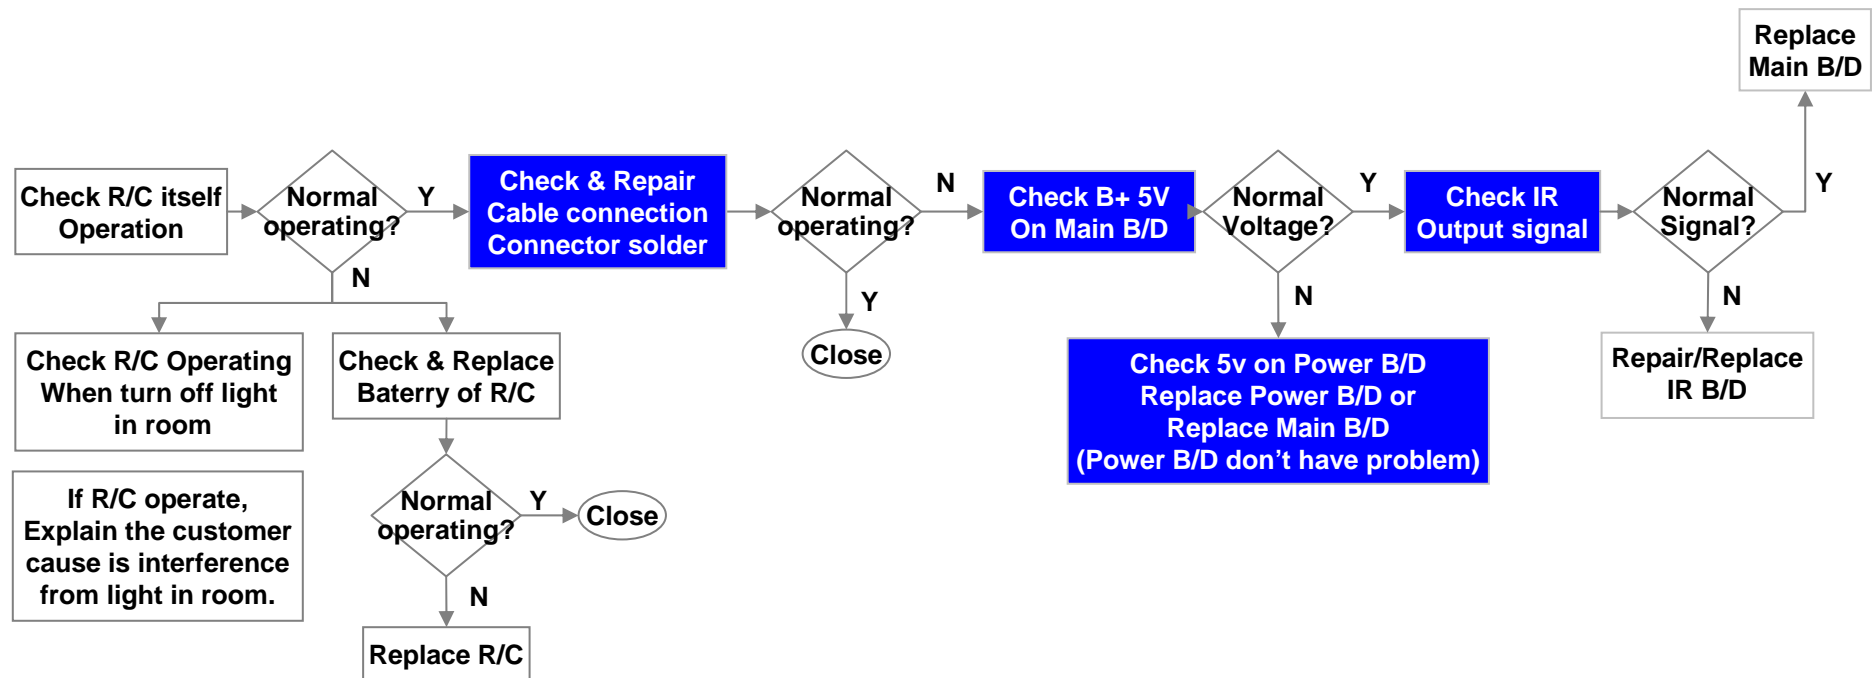 Replace
Main B/D
Check R/C itself
Operation
Normal
operating?
Y
Check & Repair
Cable connection
Connector solder
Normal
operating?
N
Check B+ 5V
On Main B/D
Normal
Voltage?
Y
Check IR
Output signal
Normal
Signal?
Y
N
Y
N
N
Check R/C Operating
When turn off light
in room
Check & Replace
Baterry of R/C
Close
Check 5v on Power B/D
Replace Power B/D or
Replace Main B/D
(Power B/D don't have problem)
Repair/Replace
IR B/D
If R/C operate,
Explain the customer
cause is interference
from light in room.
Normal
operating?
Y
Close
N
Replace R/C